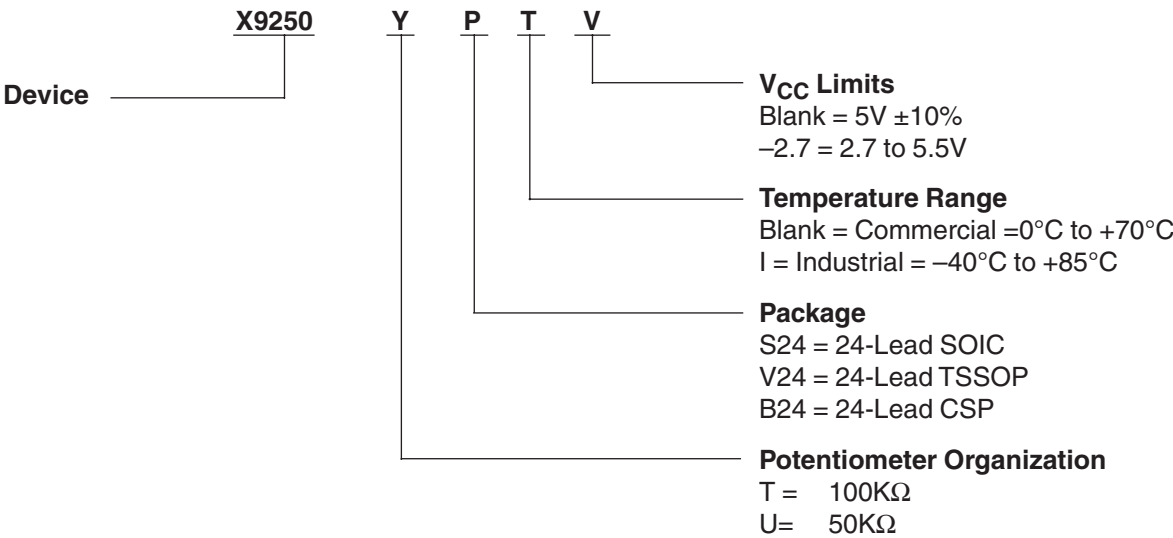 X9250 Y P T V
Device
VCC Limits
Blank = 5V ±10%
–2.7 = 2.7 to 5.5V
Temperature Range
Blank = Commercial =0°C to +70°C
I = Industrial = –40°C to +85°C
Package
S24 = 24-Lead SOIC
V24 = 24-Lead TSSOP
B24 = 24-Lead CSP
Potentiometer Organization
T = 100KΩ
U= 50KΩ